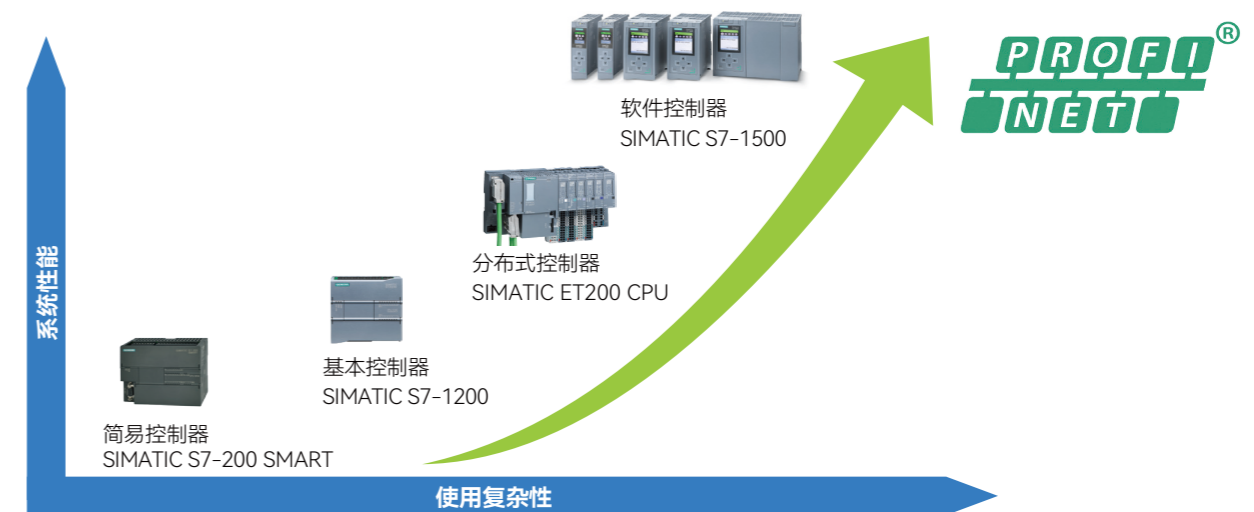 PROFI®
NET
软件控制器
SIMATIC S7-1500
分布式控制器
SIMATIC ET200 CPU
系统性能
基本控制器
SIMATIC S7-1200
简易控制器
SIMATIC S7-200 SMART
使用复杂性